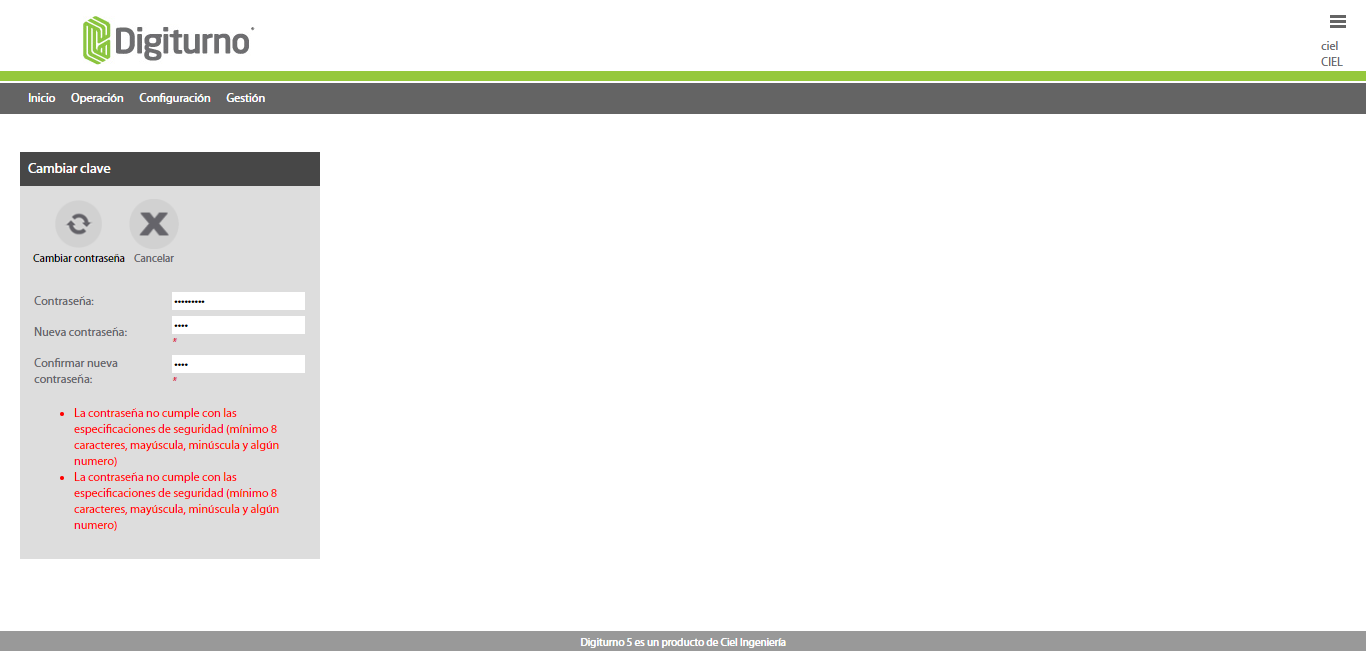 Digiturno
ciel
CIEL
Inicio Operación Configuración Gestión
Cambiar clave
Cambiar contraseña Cancelar
Contraseña: •••••••••
Nueva contraseña: ••••
*
Confirmar nueva
contraseña: ••••
*
• La contraseña no cumple con las
especificaciones de seguridad (mínimo 8
caracteres, mayúscula, minúscula y algún
numero)
• La contraseña no cumple con las
especificaciones de seguridad (mínimo 8
caracteres, mayúscula, minúscula y algún
numero)
Digiturno 5 es un producto de Ciel Ingeniería